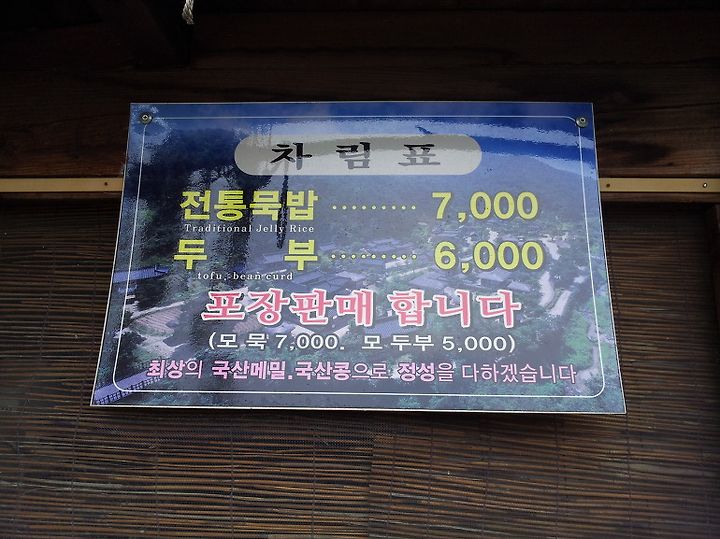 차림표
전통묵밥 ········· 7,000
Traditional Jelly Rice
두 부 ········· 6,000
tofu, bean curd
포장판매 합니다
(모 묵 7,000. 모 두부 5,000)
최상의 국산메밀.국산콩으로 정성을 다하겠습니다